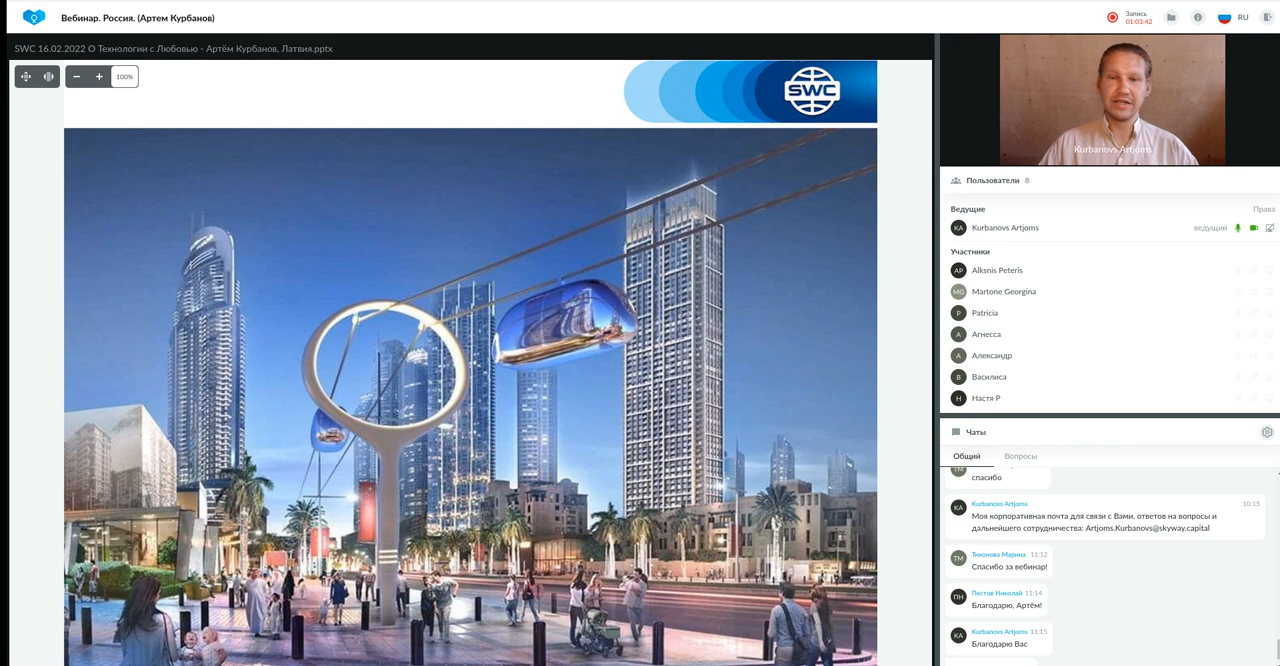 Вебинар. Россия. (Артем Курбанов)
Запись
01:03:42
RU
SWC 16.02.2022 О Технологии с Любовью - Артём Курбанов, Латвия.pptx
100%
SWC
Kurbanovs Artjoms
Пользователи 8
Ведущие
Права
KA Kurbanovs Artjoms
ведущий
Участники
AP Alksnis Peteris
MG Martone Georgina
P Patricia
А Агнесса
А Александр
В Василиса
Н Настя Р
Чаты
Общий
Вопросы
ТМ
спасибо
KA
Kurbanovs Artjoms
10:15
Моя корпоративная почта для связи с Вами, ответов на вопросы и
дальнейшего сотрудничества: Artjoms.Kurbanovs@skyway.capital
ТМ
Тихонова Марина 11:12
Спасибо за вебинар!
ПН
Пестов Николай 11:14
Благодарю, Артём!
KA
Kurbanovs Artjoms 11:15
Благодарю Вас